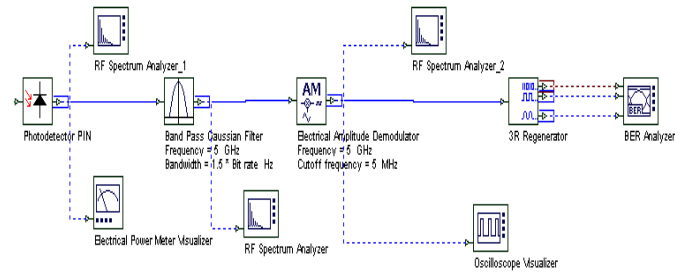 RF Spectrum Analyzer_1
RF Spectrum Analyzer_2
AM
BER
Photodetector PIN
Band Pass Gaussian Filter
Frequency = 5 GHz
Bandwidth = 1.5 * Bit rate Hz
Electrical Amplitude Demodulator
Frequency = 5 GHz
Cutoff frequency = 5 MHz
3R Regenerator
BER Analyzer
Electrical Power Meter Visualizer
RF Spectrum Analyzer
Oscilloscope Visualizer